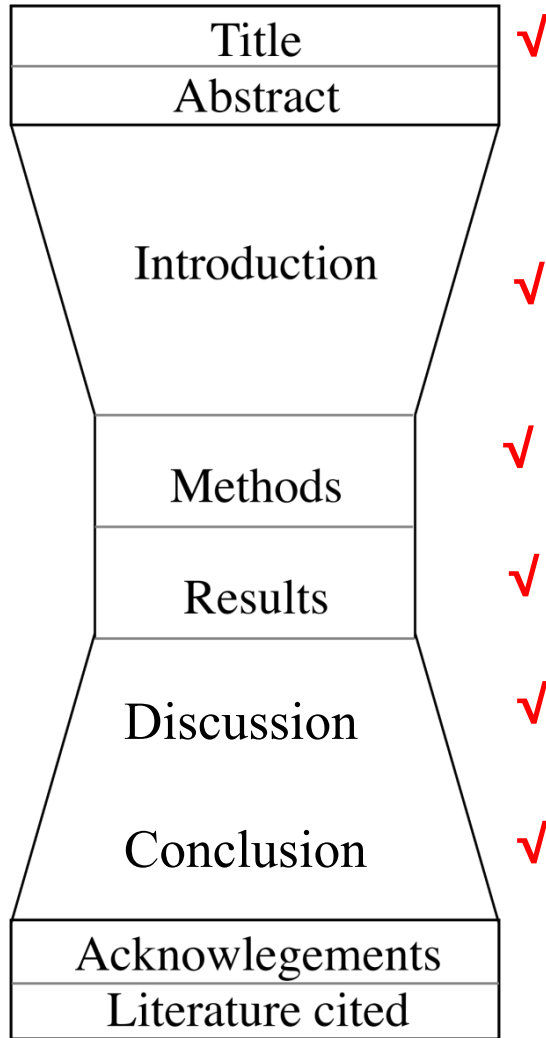 Title √
Abstract
Introduction
√
Methods √
Results √
Discussion √
Conclusion √
Acknowlegements
Literature cited